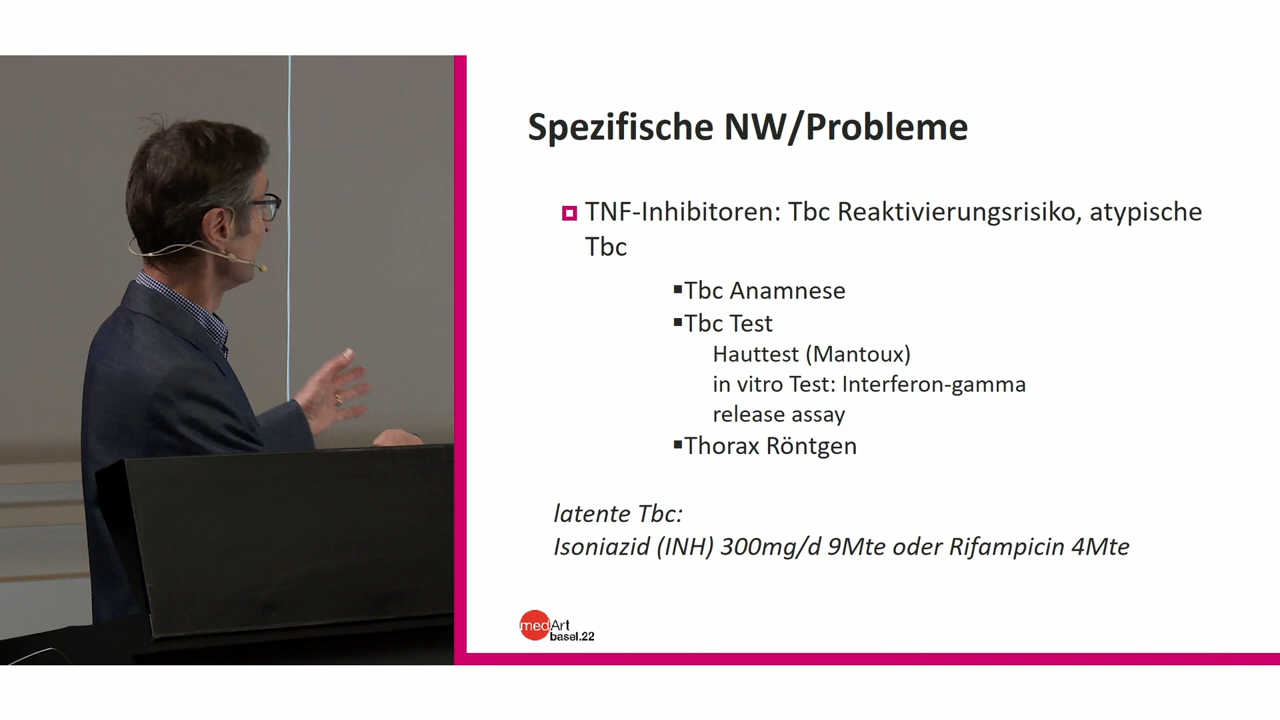 Spezifische NW/Probleme
TNF-Inhibitoren: Tbc Reaktivierungsrisiko, atypische
Tbc
Tbc Anamnese
Tbc Test
Hauttest (Mantoux)
in vitro Test: Interferon-gamma
release assay
Thorax Röntgen
latente Tbc:
Isoniazid (INH) 300mg/d 9Mte oder Rifampicin 4Mte
medArt
basel.22